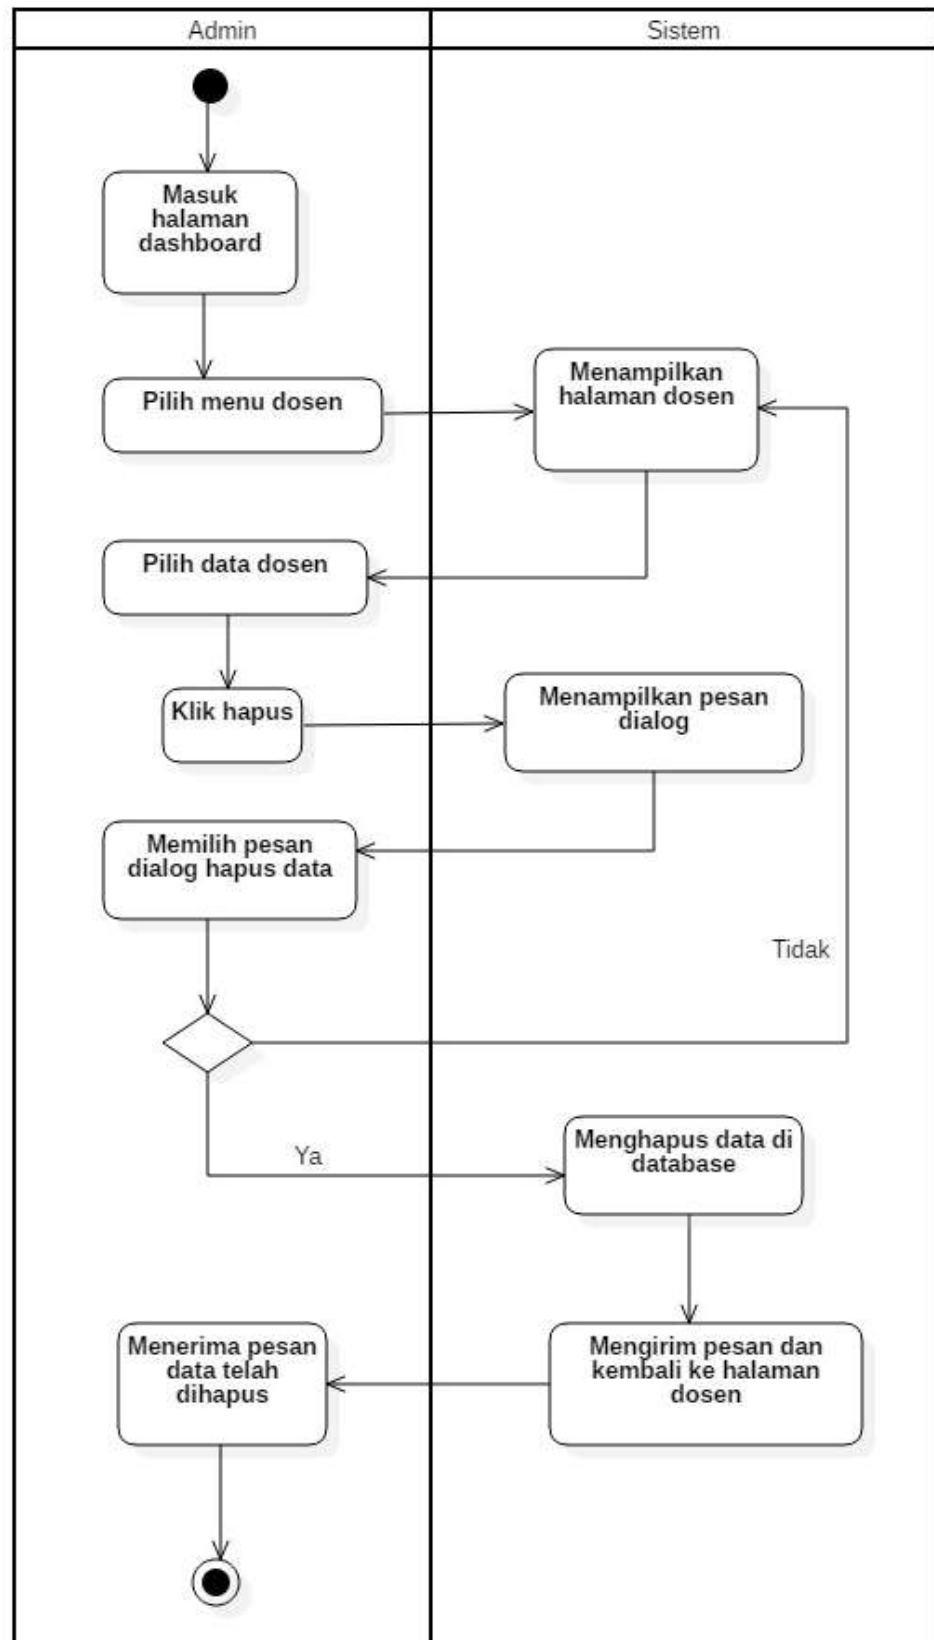 Admin
Sistem
Masuk
halaman
dashboard
Pilih menu dosen
Menampilkan
halaman dosen
Pilih data dosen
Klik hapus
Menampilkan pesan
dialog
Memilih pesan
dialog hapus data
Tidak
Ya
Menghapus data di
database
Mengirim pesan dan
kembali ke halaman
dosen
Menerima pesan
data telah
dihapus